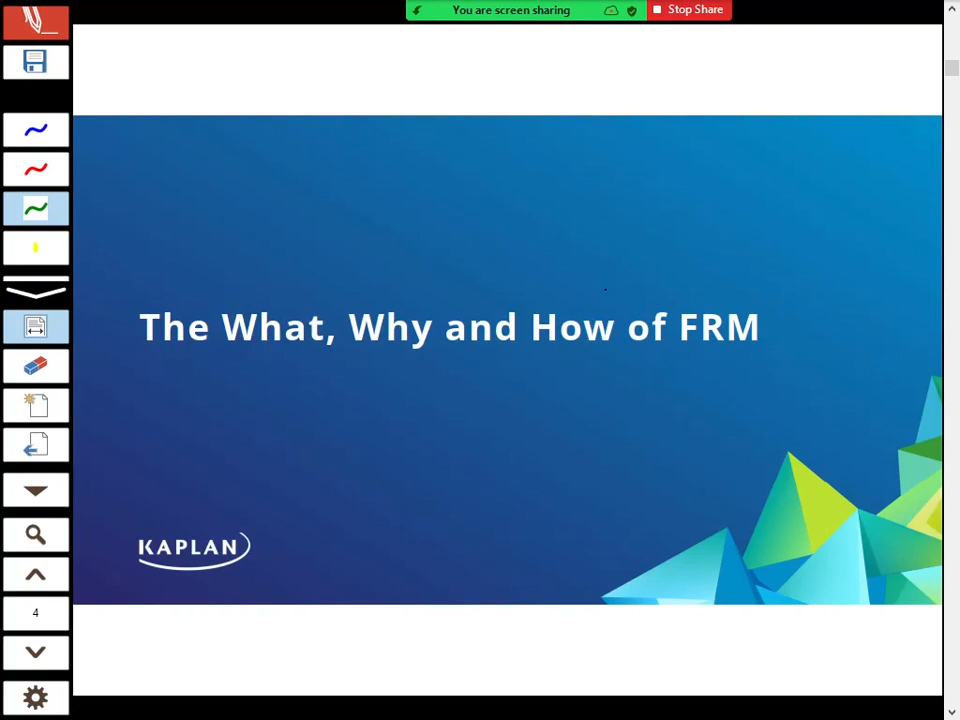 You are screen sharing
Stop Share
The What, Why and How of FRM
KAPLAN
4